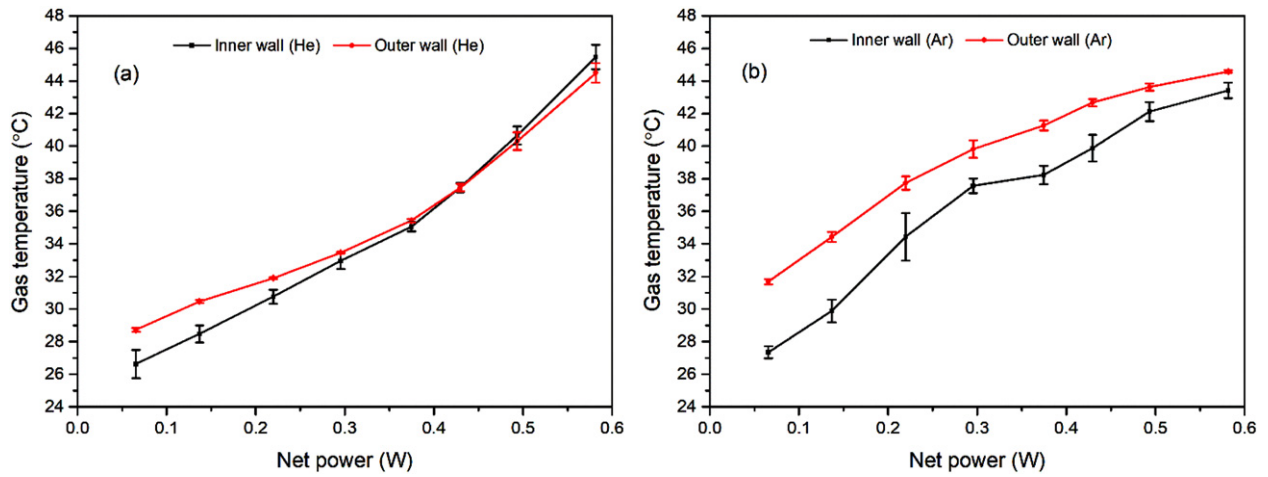 Inner wall (He) Outer wall (He)
(a)
Gas temperature (°C)
48
46
44
42
40
38
36
34
32
30
28
26
24
0.0 0.1 0.2 0.3 0.4 0.5 0.6
Net power (W)
Inner wall (Ar) Outer wall (Ar)
(b)
Gas temperature (°C)
48
46
44
42
40
38
36
34
32
30
28
26
24
0.0 0.1 0.2 0.3 0.4 0.5 0.6
Net power (W)